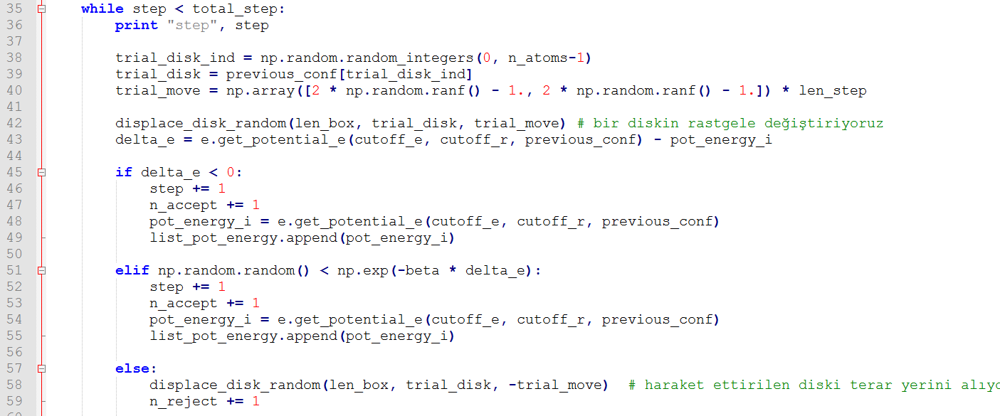 35 while step < total_step:
36 print "step", step
37
38 trial_disk_ind = np.random.random_integers(0, n_atoms-1)
39 trial_disk = previous_conf[trial_disk_ind]
40 trial_move = np.array([2 * np.random.ranf() - 1., 2 * np.random.ranf() - 1.]) * len_step
41
42 displace_disk_random(len_box, trial_disk, trial_move) # bir diskin rastgele değiştiriyoruz
43 delta_e = e.get_potential_e(cutoff_e, cutoff_r, previous_conf) - pot_energy_i
44
45 if delta_e < 0:
46 step += 1
47 n_accept += 1
48 pot_energy_i = e.get_potential_e(cutoff_e, cutoff_r, previous_conf)
49 list_pot_energy.append(pot_energy_i)
50
51 elif np.random.random() < np.exp(-beta * delta_e):
52 step += 1
53 n_accept += 1
54 pot_energy_i = e.get_potential_e(cutoff_e, cutoff_r, previous_conf)
55 list_pot_energy.append(pot_energy_i)
56
57 else:
58 displace_disk_random(len_box, trial_disk, -trial_move) # haraket ettirilen diski terar yerini
59 n_reject += 1